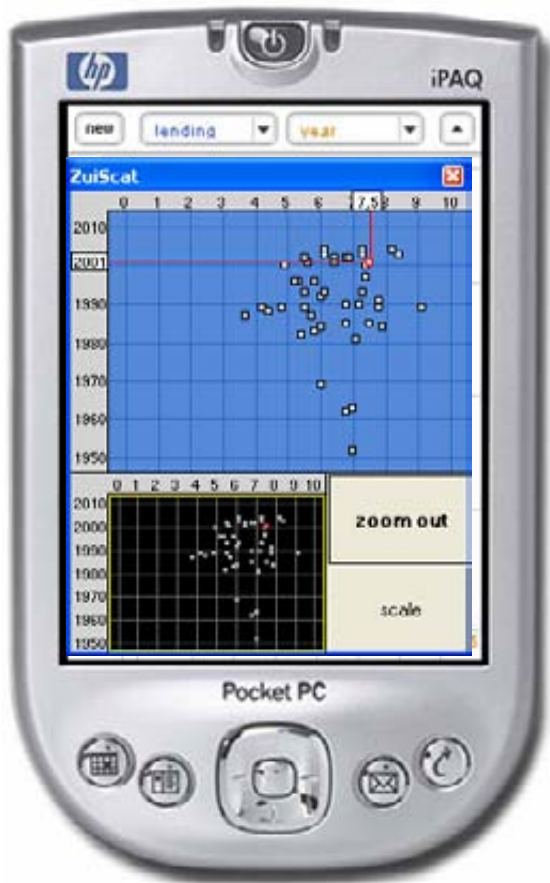 hp
iPAQ
new lending year
ZuiScat
0 1 2 3 4 5 6 7,5 8 9 10
2010
2001
1990
1980
1970
1960
1950
0 1 2 3 4 5 6 7 8 9 10
2010
2000
1990
1980
1970
1960
1950
zoom out
scale
Pocket PC